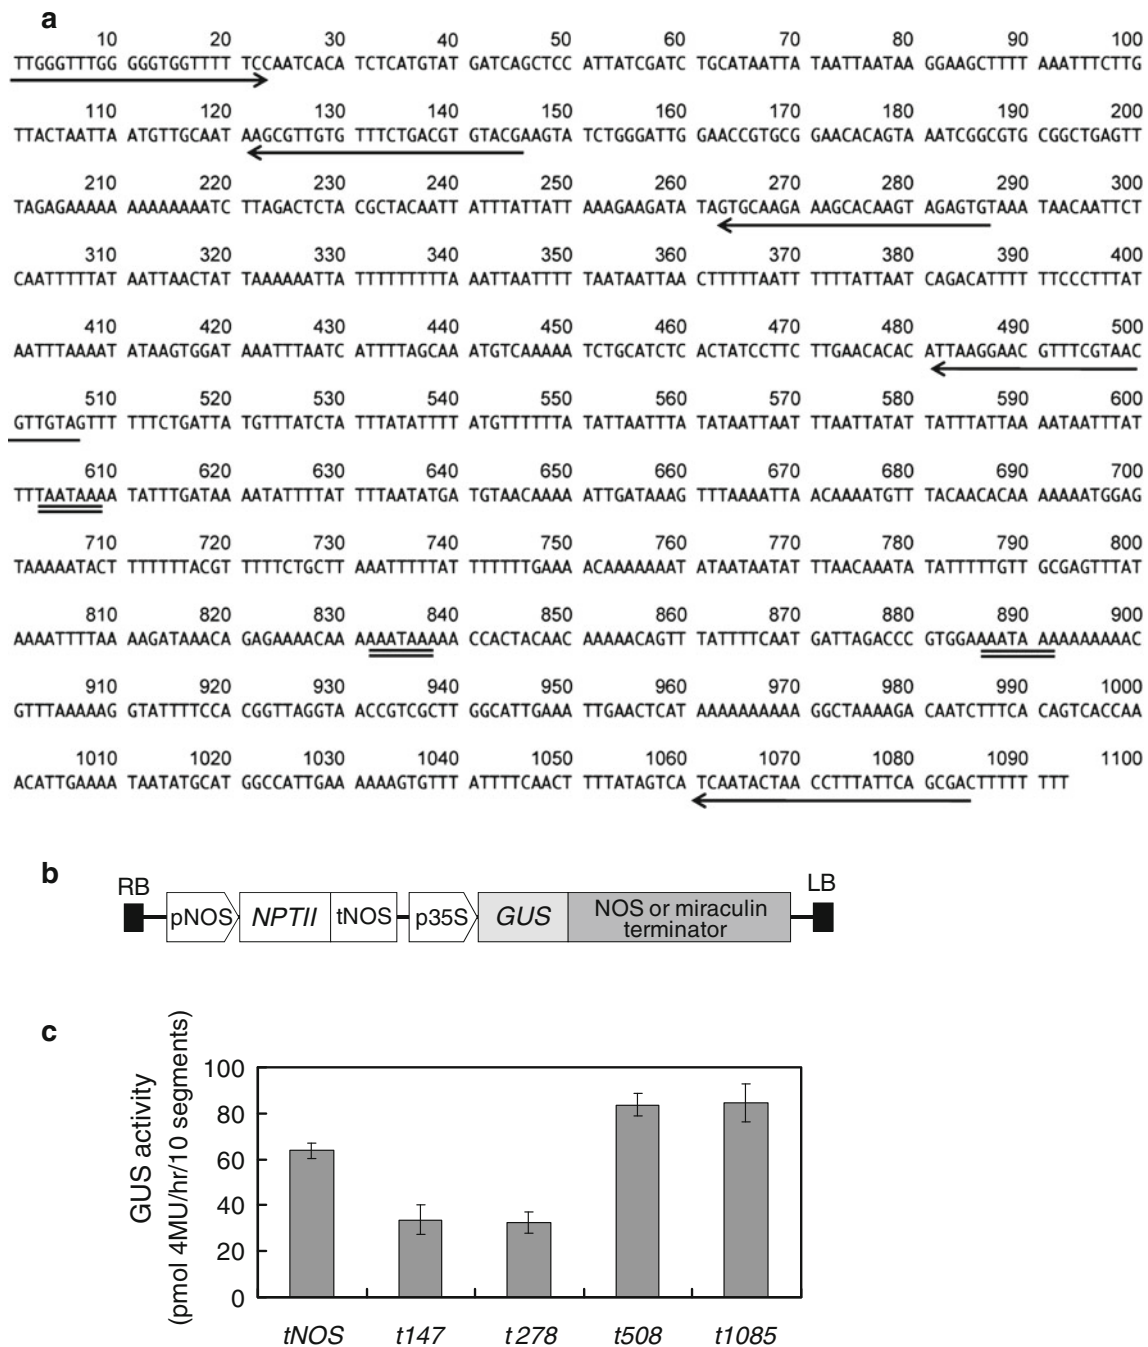 a
10 20 30 40 50 60 70 80 90 100
TTGGGTTTGG GGGTGGTTTT TCCAATCACA TCTCATGTAT GATCAGCTCC ATTATCGATC TGCATAATTA TAATTAATAA GGAAGCTTTT AAATTTCTTG
110 120 130 140 150 160 170 180 190 200
TTACTAATTA ATGTTGCAAT AAGCGTTGTG TTTCTGACGT GTACGAAGTA TCTGGGATTG GAACCGTGCG GAACACAGTA AATCGGCGTG CGGCTGAGTT
210 220 230 240 250 260 270 280 290 300
TAGAGAAAAA AAAAAAAATC TTAGACTCTA CGCTACAATT ATTTATTATT AAAGAAGATA TAGTGCAAGA AAGCACAAGT AGAGTGTAAA TAACAATTCT
310 320 330 340 350 360 370 380 390 400
CAATTTTTAT AATTAACTAT TAAAAAATTA TTTTTTTTTA AATTAATTTT TAATAATTAA CTTTTTAATT TTTTATTAAT CAGACATTTT TTCCCTTTAT
410 420 430 440 450 460 470 480 490 500
AATTTAAAAT ATAAGTGGAT AAATTTAATC ATTTTAGCAA ATGTCAAAAA TCTGCATCTC ACTATCCTTC TTGAACACAC ATTAAGGAAC GTTTCGTAAC
510 520 530 540 550 560 570 580 590 600
GTTGTAGTTT TTTCTGATTA TGTTTATCTA TTTATATTTT ATGTTTTTTA TATTAATTTA TATAATTAAT TTAATTATAT TATTTATTAA AATAATTTAT
610 620 630 640 650 660 670 680 690 700
TTTAATAAAA TATTTGATAA AATATTTTAT TTTAATATGA TGTAACAAAA ATTGATAAAG TTTAAAATTA ACAAAATGTT TACAACACAA AAAAATGGAG
710 720 730 740 750 760 770 780 790 800
TAAAAATACT TTTTTTACGT TTTTCTGCTT AAATTTTTAT TTTTTTGAAA ACAAAAAAAT ATAATAATAT TTAACAAATA TATTTTTGTT GCGAGTTTAT
810 820 830 840 850 860 870 880 890 900
AAAATTTTAA AAGATAAACA GAGAAAACAA AAAATAAAAA CCACTACAAC AAAAACAGTT TATTTTCAAT GATTAGACCC GTGGAAAATA AAAAAAAAAC
910 920 930 940 950 960 970 980 990 1000
GTTTAAAAAG GTATTTTCCA CGGTTAGGTA ACCGTCGCTT GGCATTGAAA TTGAACTCAT AAAAAAAAAA GGCTAAAAGA CAATCTTTCA CAGTCACCAA
1010 1020 1030 1040 1050 1060 1070 1080 1090 1100
ACATTGAAAA TAATATGCAT GGCCATTGAA AAAAGTGTTT ATTTTCAACT TTTATAGTCA TCAATACTAA CCTTTATTCA GCGACTTTTT TTT
b
RB LB
pNOS NPTII tNOS p35S GUS NOS or miraculin
terminator
c
GUS activity
(pmol 4MU/hr/10 segments)
100
80
60
40
20
0
tNOS t147 t278 t508 t1085